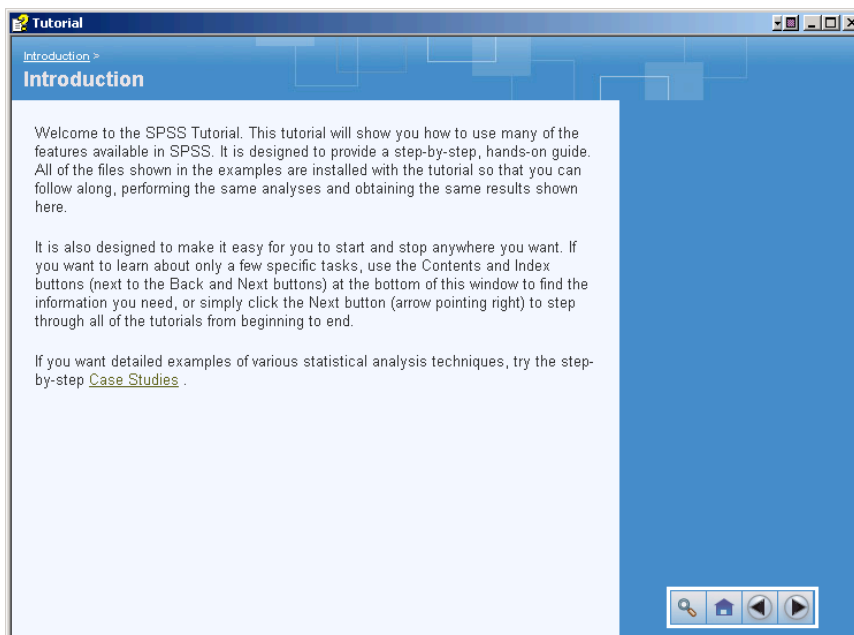 Tutorial
Introduction >
Introduction
Welcome to the SPSS Tutorial. This tutorial will show you how to use many of the
features available in SPSS. It is designed to provide a step-by-step, hands-on guide.
All of the files shown in the examples are installed with the tutorial so that you can
follow along, performing the same analyses and obtaining the same results shown
here.
It is also designed to make it easy for you to start and stop anywhere you want. If
you want to learn about only a few specific tasks, use the Contents and Index
buttons (next to the Back and Next buttons) at the bottom of this window to find the
information you need, or simply click the Next button (arrow pointing right) to step
through all of the tutorials from beginning to end.
If you want detailed examples of various statistical analysis techniques, try the step-
by-step Case Studies .